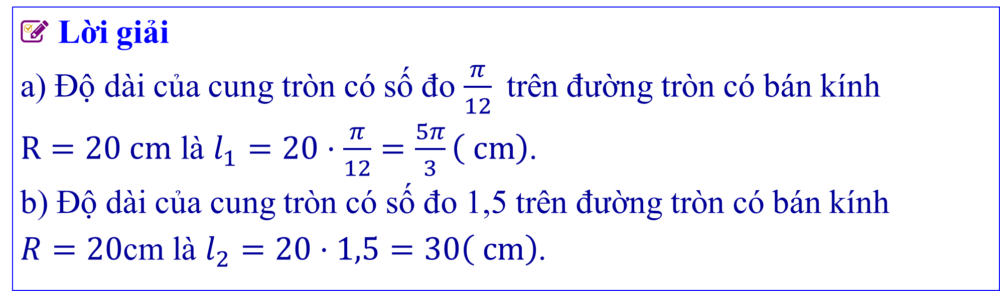 Lời giải
a) Độ dài của cung tròn có số đo $\frac{\pi}{12}$ trên đường tròn có bán kính
R = 20 cm là $l_1 = 20 \cdot \frac{\pi}{12} = \frac{5\pi}{3}$ ( cm).
b) Độ dài của cung tròn có số đo 1,5 trên đường tròn có bán kính
R = 20cm là $l_2 = 20 \cdot 1,5 = 30$( cm).